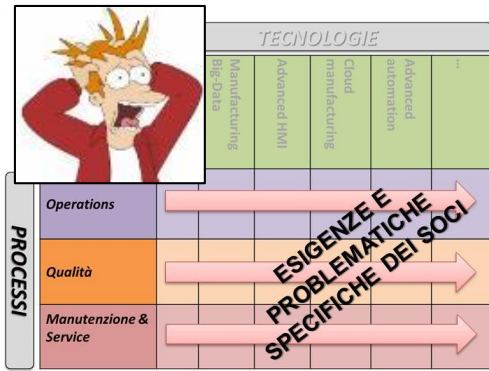 TECNOLOGIE
Manufacturing
Big-Data
Advanced HMI
Cloud
manufacturing
Advanced
automation
...
PROCESSI
Operations
Qualità
Manutenzione &
Service
ESIGENZE E
PROBLEMATICHE
SPECIFICHE DEI SOCI